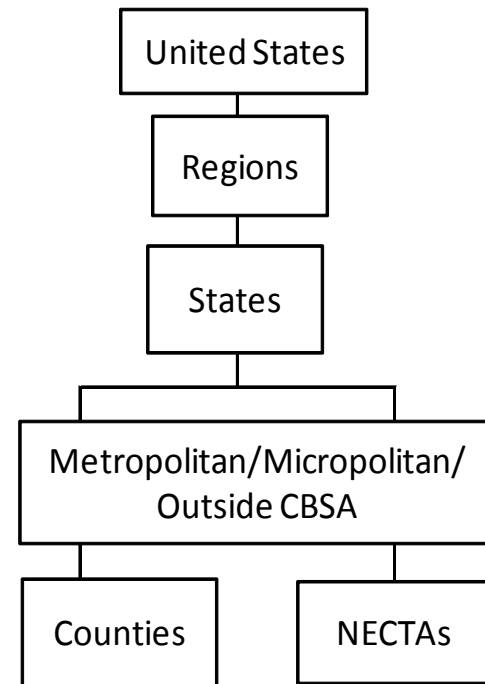 United States
Regions
States
Metropolitan/Micropolitan/
Outside CBSA
Counties
NECTAs